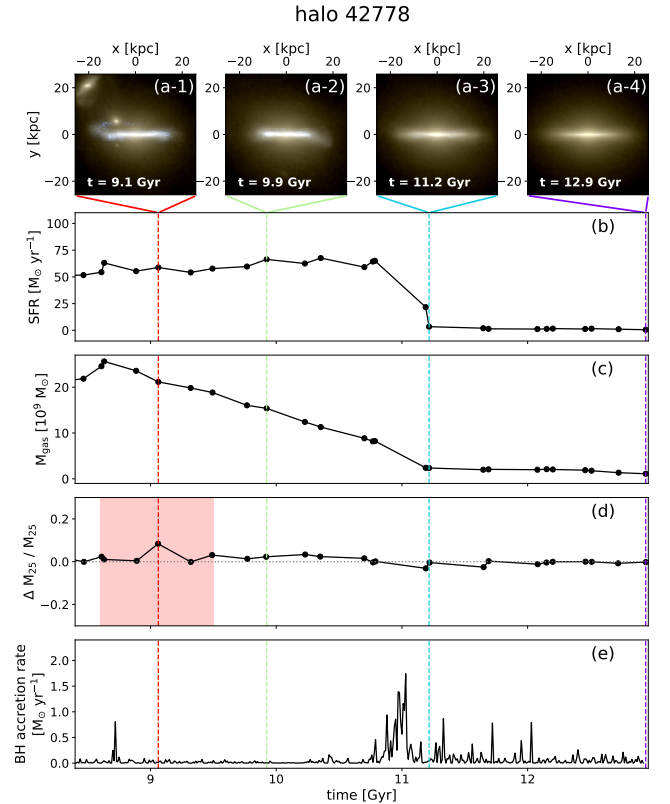 halo 42778
x [kpc] x [kpc] x [kpc] x [kpc]
−20 0 20 −20 0 20 −20 0 20 −20 0 20
(a-1) (a-2) (a-3) (a-4)
20
y [kpc] 0
−20
t = 9.1 Gyr −20 t = 9.9 Gyr −20 t = 11.2 Gyr −20 t = 12.9 Gyr
(b)
SFR [M⊙ yr⁻¹]
100
75
50
25
0
(c)
Mgas [10⁹ M⊙]
20
10
0
(d)
Δ M₂₅ / M₂₅
0.2
0.0
−0.2
(e)
BH accretion rate
[M⊙ yr⁻¹]
2.0
1.5
1.0
0.5
0.0
9 10 11 12
time [Gyr]